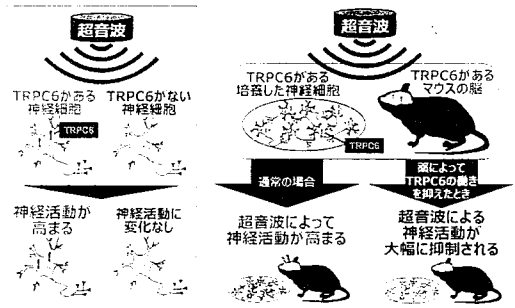 超音波
TRPC6がある
神経細胞
TRPC6がない
神経細胞
TRPC6
神経活動が
高まる
神経活動に
変化なし
超音波
TRPC6がある
培養した神経細胞
TRPC6がある
マウスの脳
TRPC6
通常の場合
薬によって
TRPC6の働き
を抑えたとき
超音波によって
神経活動が高まる
超音波による
神経活動が
大幅に抑制される